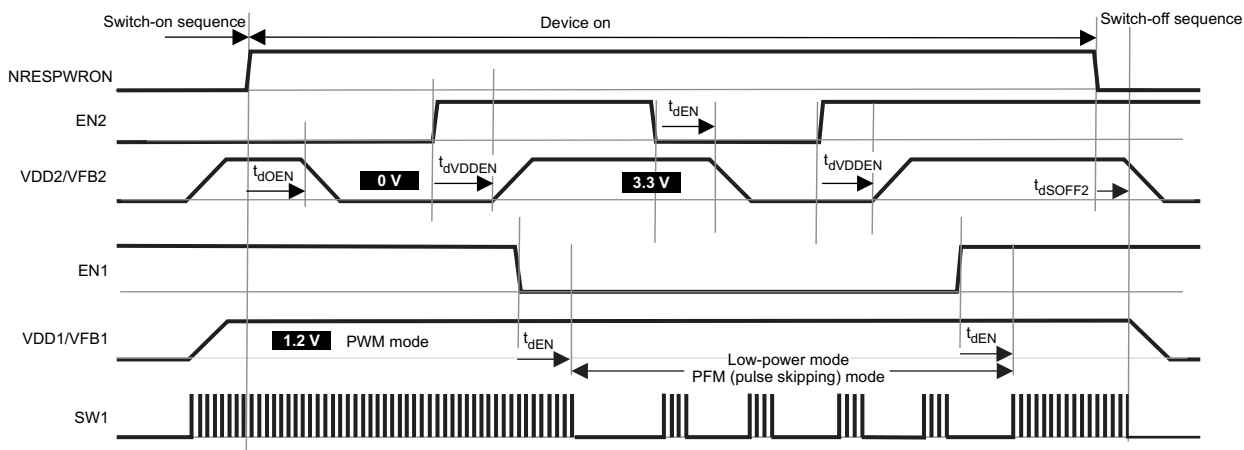 Switch-on sequence
Device on
Switch-off sequence
NRESPWRON
EN2
tdEN
VDD2/VFB2
tdOEN
0 V
tdVDDEN
3.3 V
tdVDDEN
tdSOFF2
EN1
VDD1/VFB1
1.2 V PWM mode
tdEN
Low-power mode
PFM (pulse skipping) mode
tdEN
SW1